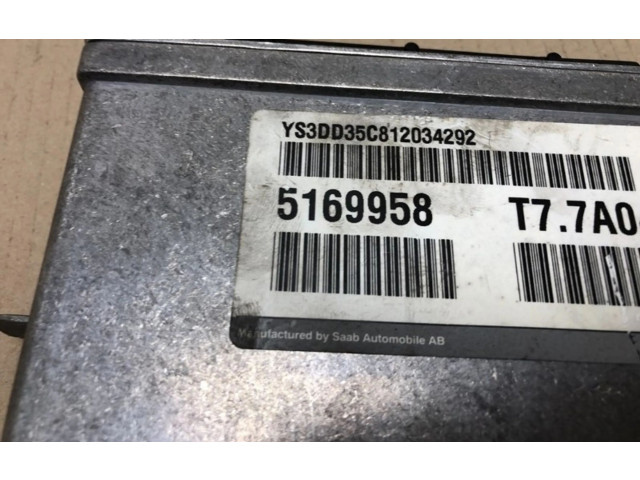 YS3DD35C812034292
5169958 T7.7A0
Manufactured by Saab Automobile AB